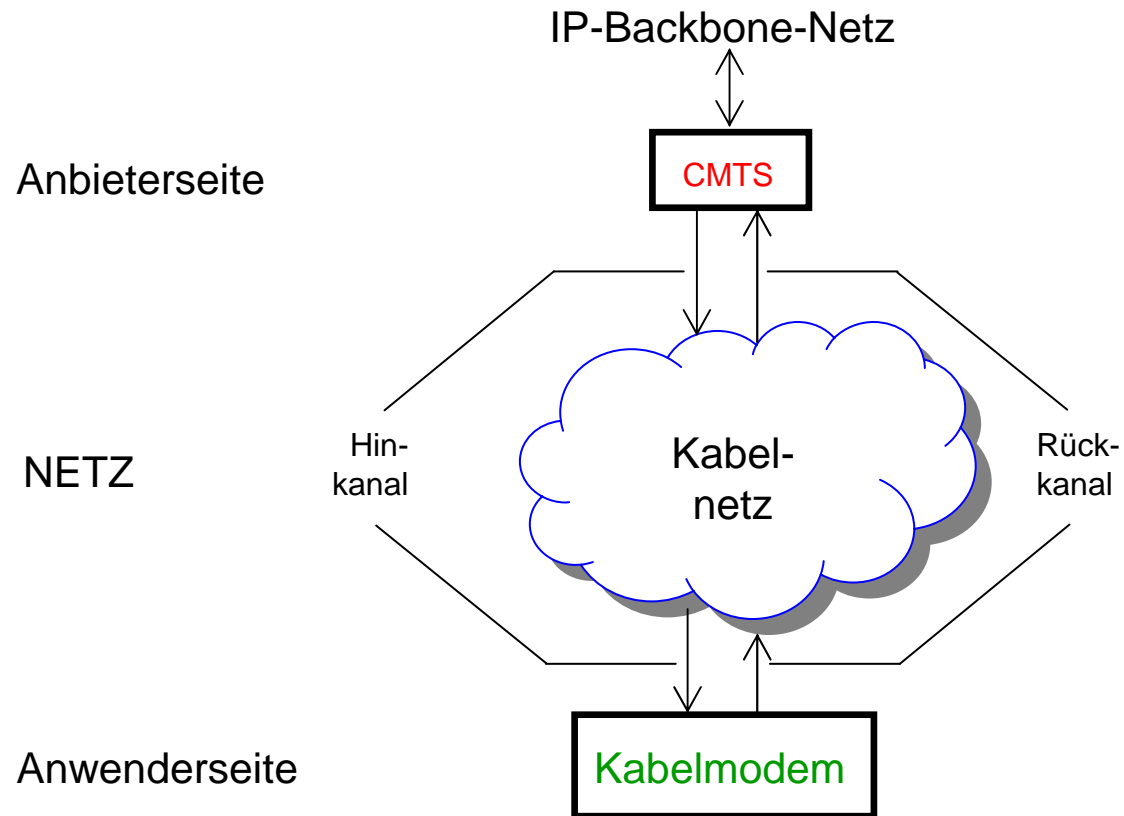 IP-Backbone-Netz
Anbieterseite
CMTS
NETZ
Hin-
kanal
Kabel-
netz
Rück-
kanal
Anwenderseite
Kabelmodem